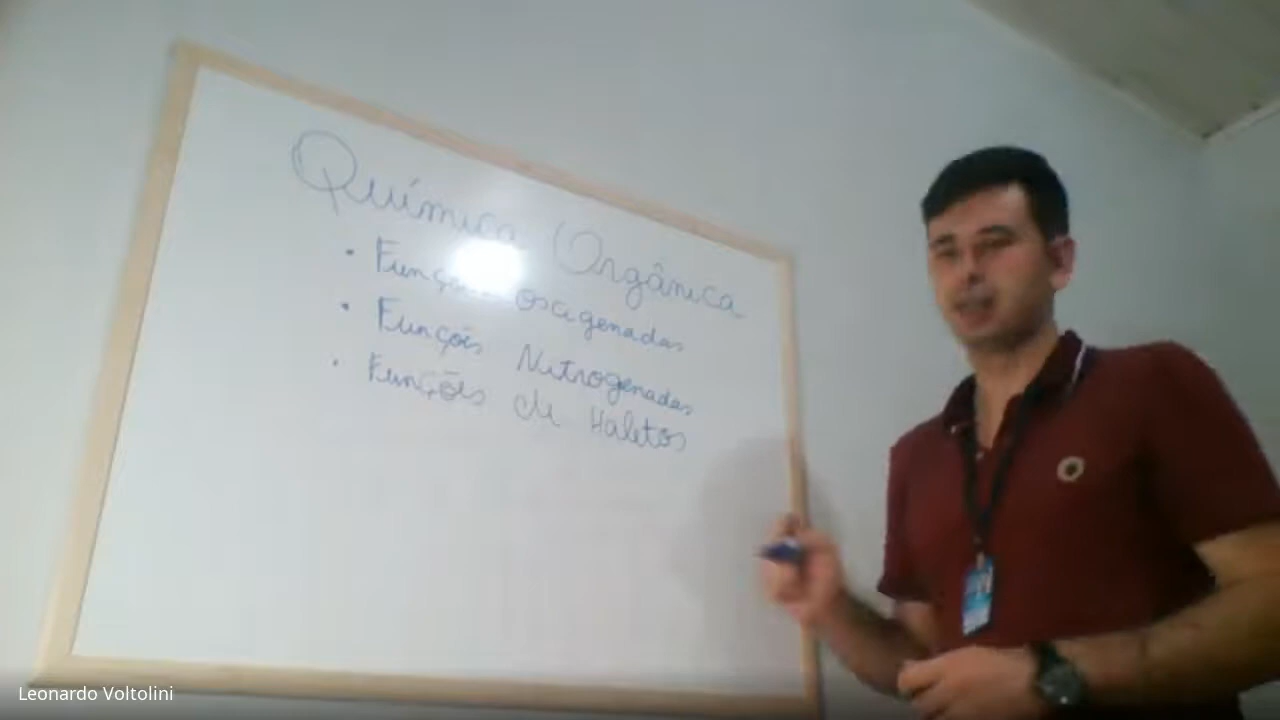 Química Orgânica
• Funções oxigenadas
• Funções Nitrogenadas
• Funções de Haletos
Leonardo Voltolini